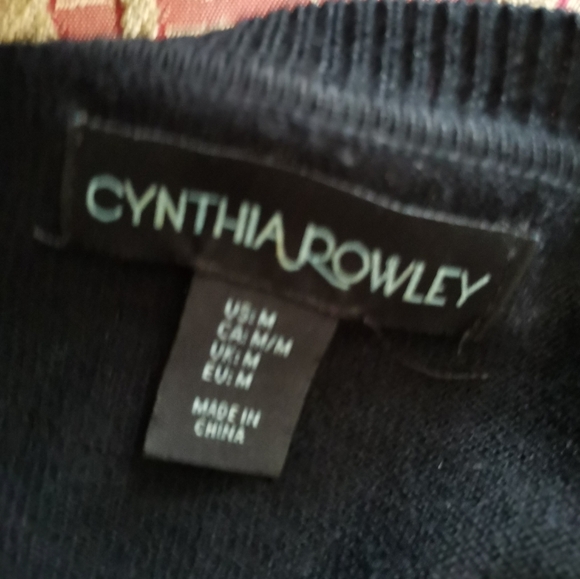 CYNTHIA ROWLEY
US: M
CA: M/M
UK: M
EU: M
MADE IN
CHINA